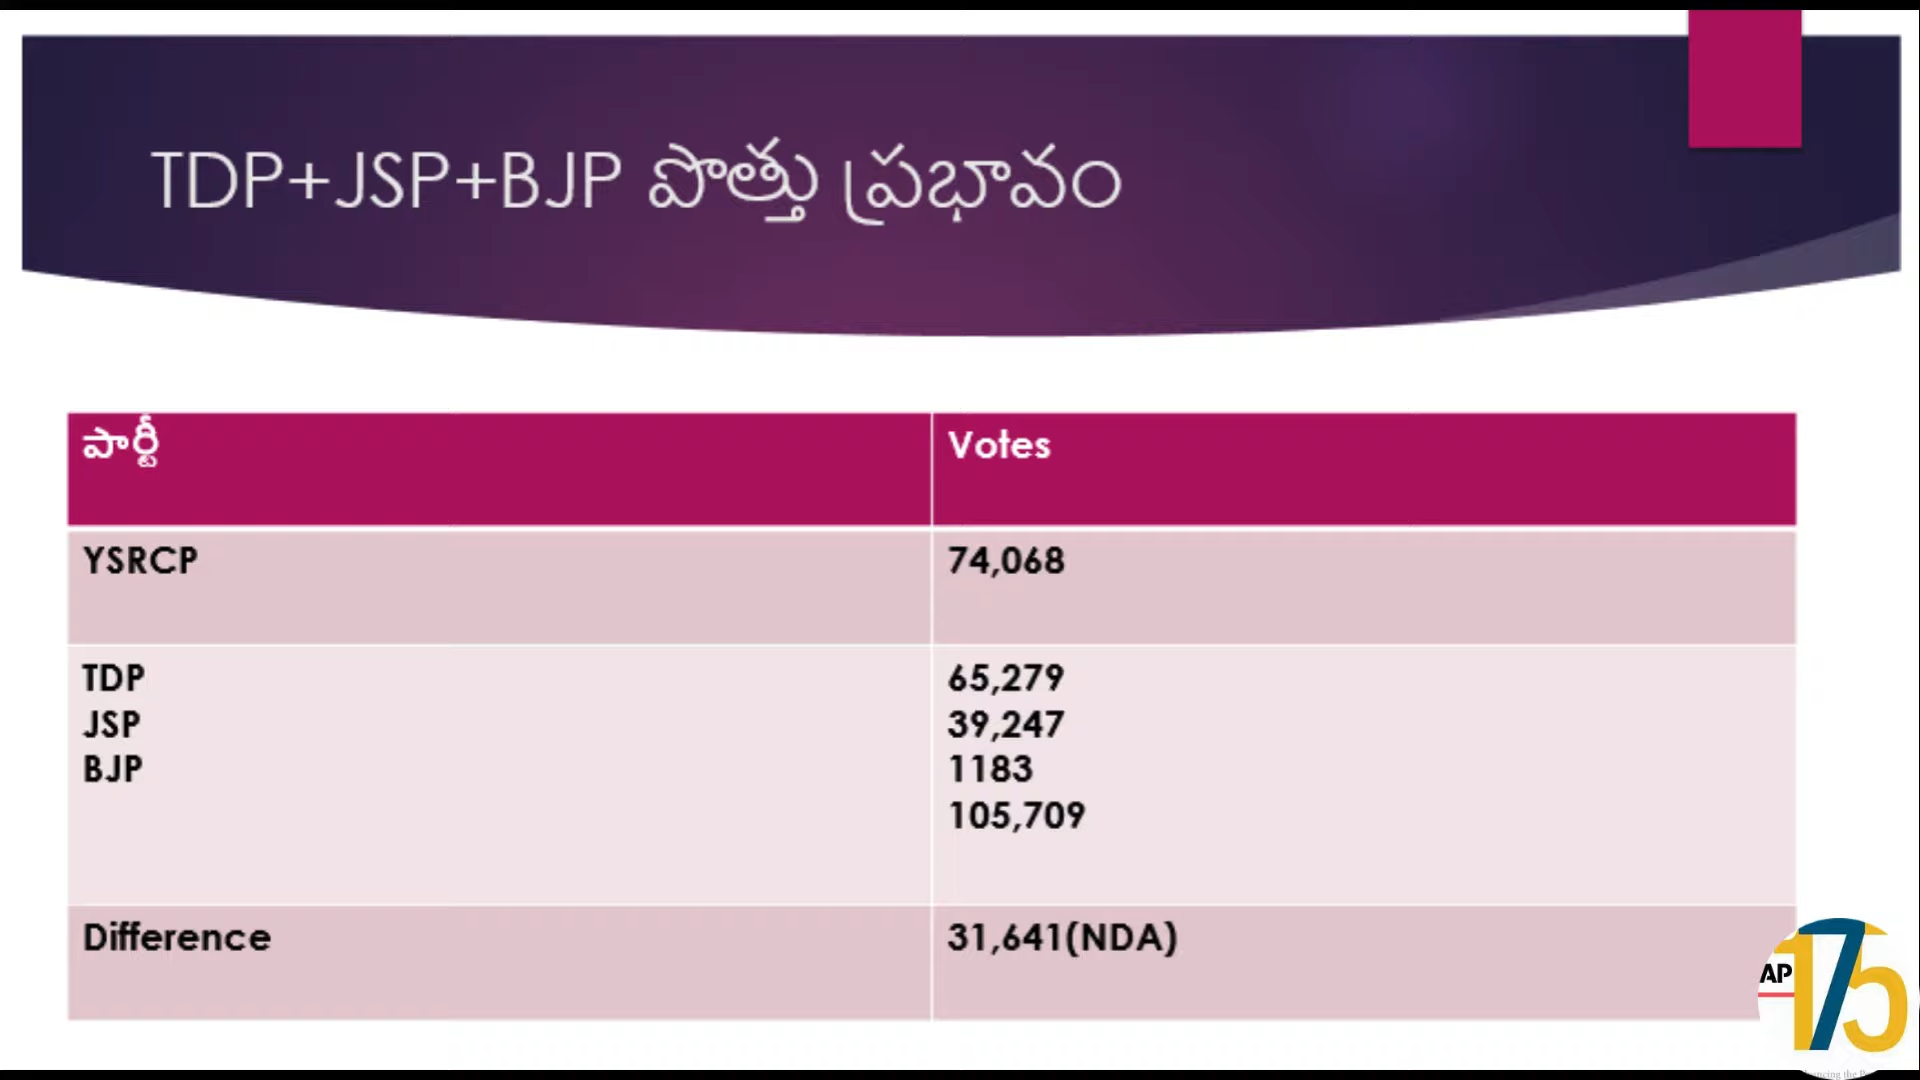 TDP+JSP+BJP పొత్తు ప్రభావం
పార్టీ Votes
YSRCP 74,068
TDP 65,279
JSP 39,247
BJP 1183
105,709
Difference 31,641(NDA)
AP
175